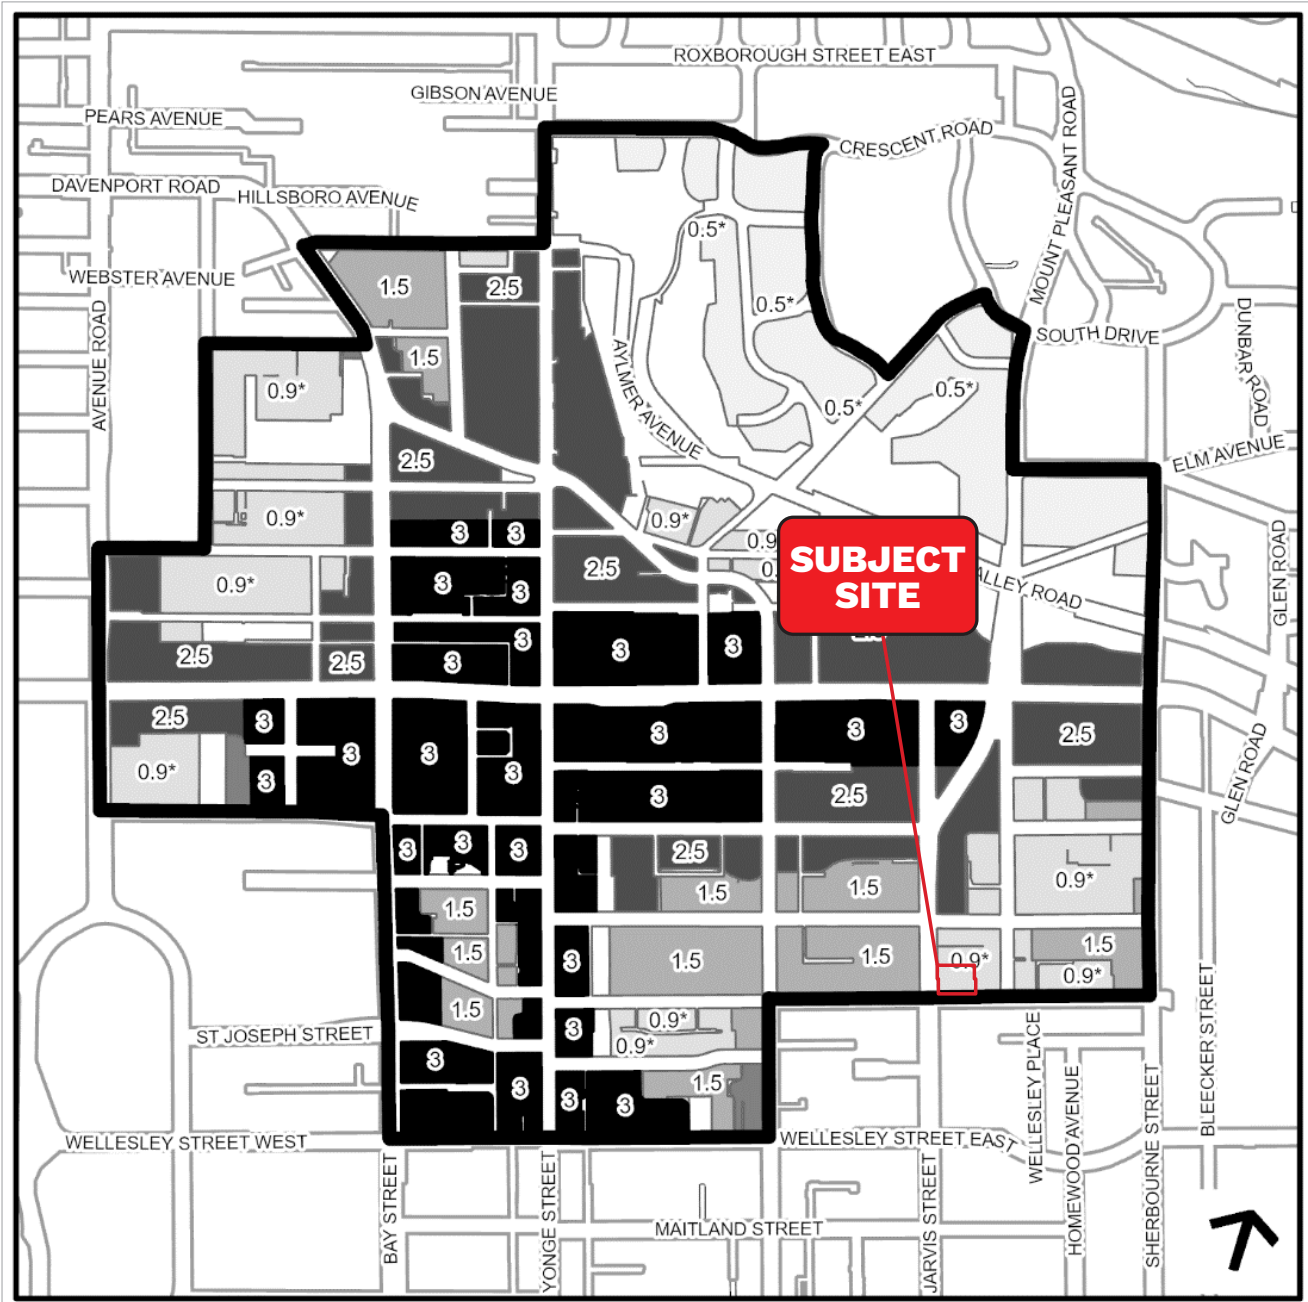 ROXBOROUGH STREET EAST
GIBSON AVENUE
PEARS AVENUE
CRESCENT ROAD
MOUNT PLEASANT ROAD
DAVENPORT ROAD
HILLSBORO AVENUE
0.5*
WEBSTER AVENUE
1.5
2.5
0.5*
AVENUE ROAD
SOUTH DRIVE
DUNBAR ROAD
1.5
AYLMER AVENUE
0.9*
0.5*
0.5*
2.5
ELM AVENUE
0.9*
0.9*
3
3
0.9
SUBJECT
SITE
GLEN ROAD
0.9*
3
3
2.5
ALLEY ROAD
2.5
2.5
3
3
3
3
2.5
3
3
3
3
3
3
2.5
0.9*
3
3
3
2.5
GLEN ROAD
3
3
3
2.5
1.5
1.5
0.9*
1.5
1.5
3
1.5
1.5
0.9*
1.5
0.9*
1.5
3
0.9*
0.9*
ST JOSEPH STREET
3
3
3
3
1.5
WELLESLEY PLACE
BLEECKER STREET
WELLESLEY STREET WEST
WELLESLEY STREET EAST
HOMEWOOD AVENUE
SHERBOURNE STREET
BAY STREET
YONGE STREET
MAITLAND STREET
JARVIS STREET